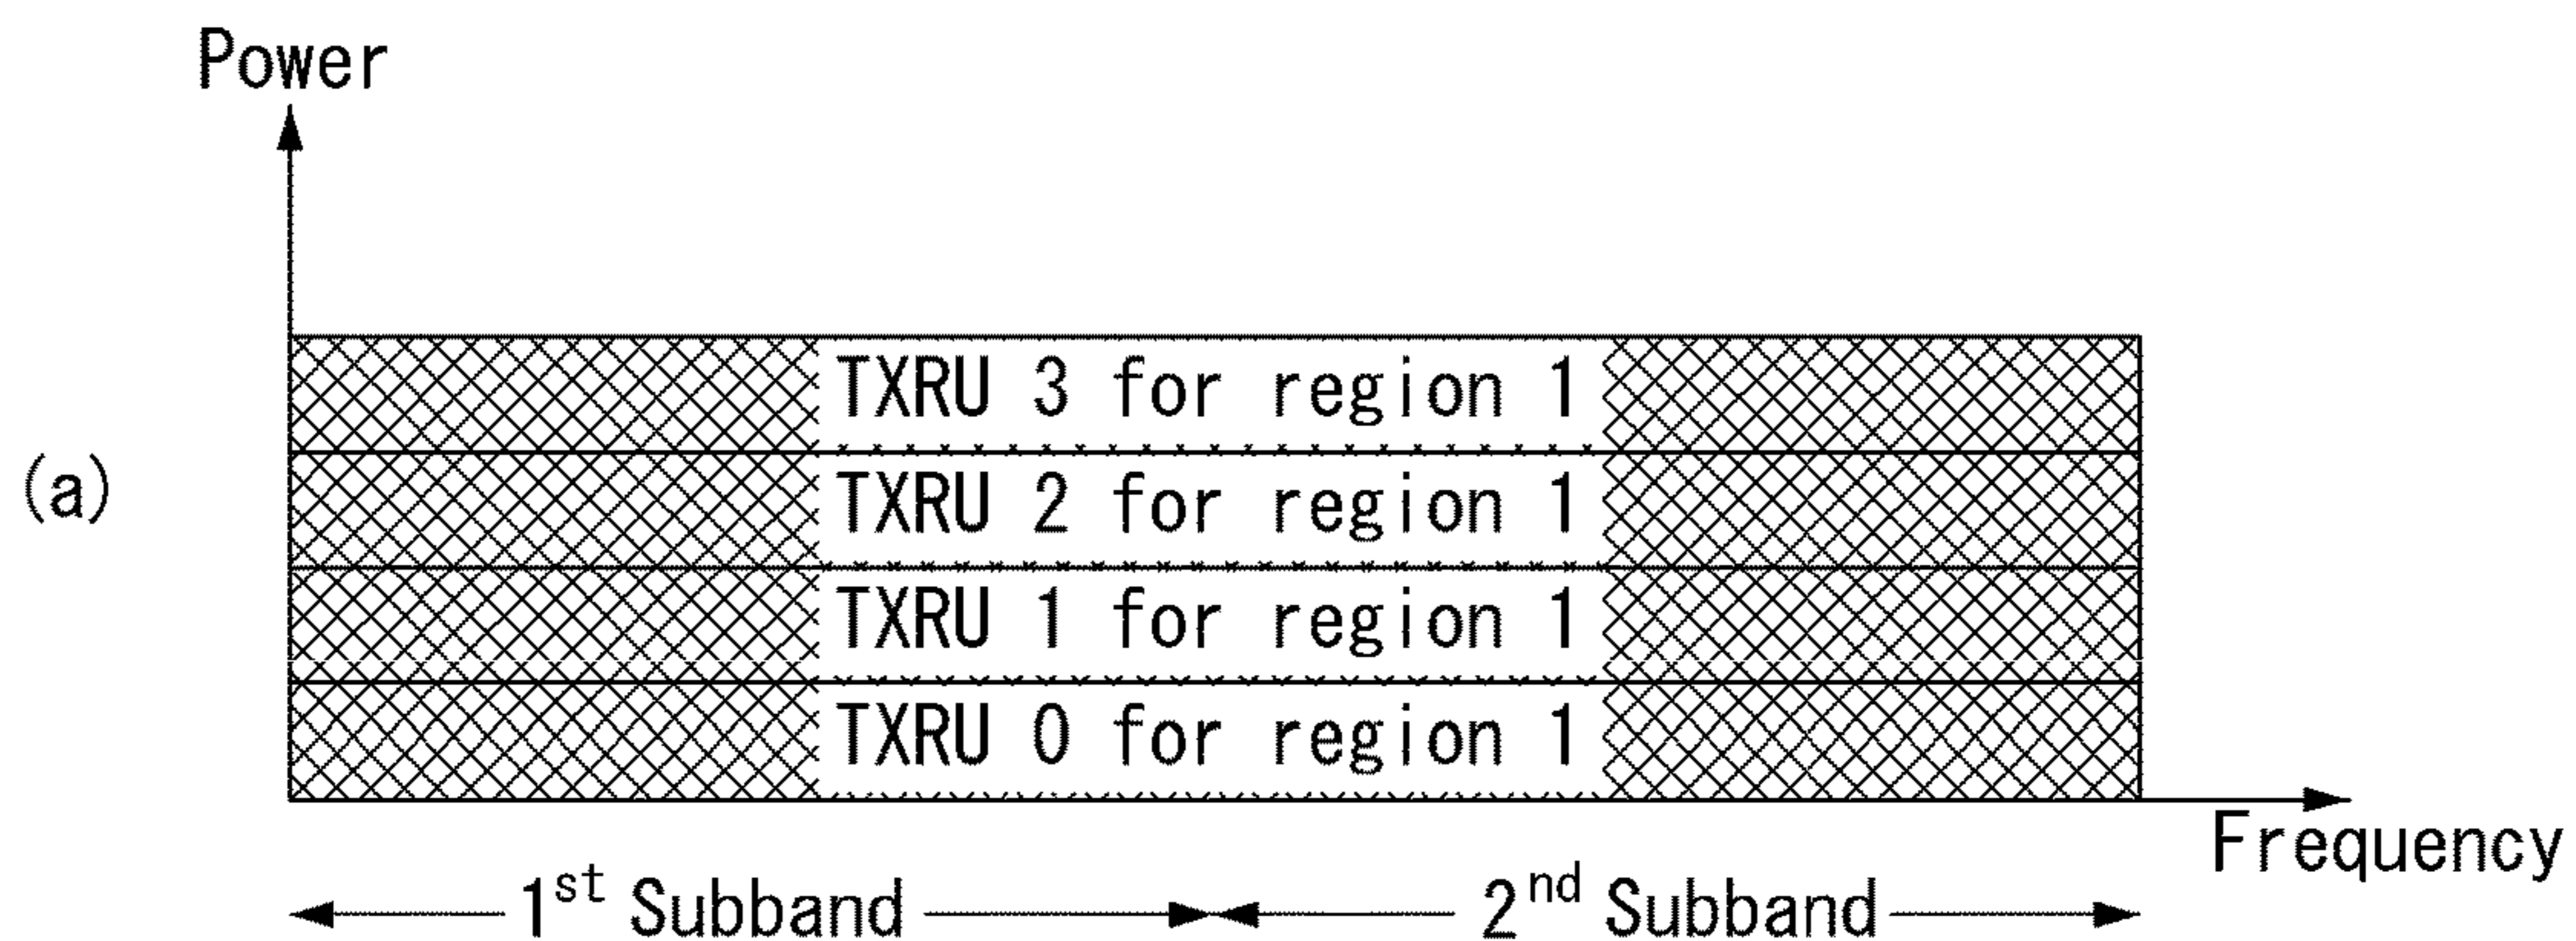 Power
(a)
TXRU 3 for region 1
TXRU 2 for region 1
TXRU 1 for region 1
TXRU 0 for region 1
Frequency
1st Subband
2nd Subband